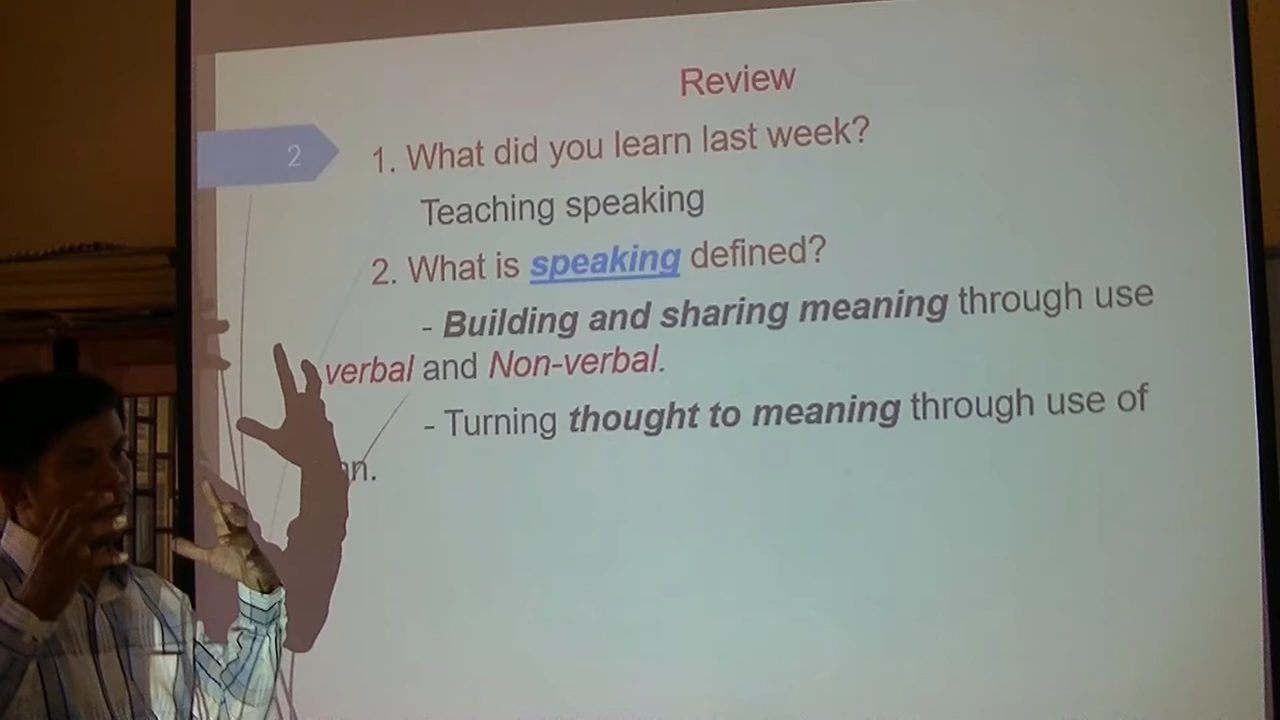 Review
2
1. What did you learn last week?
Teaching speaking
2. What is speaking defined?
- Building and sharing meaning through use
verbal and Non-verbal.
- Turning thought to meaning through use of